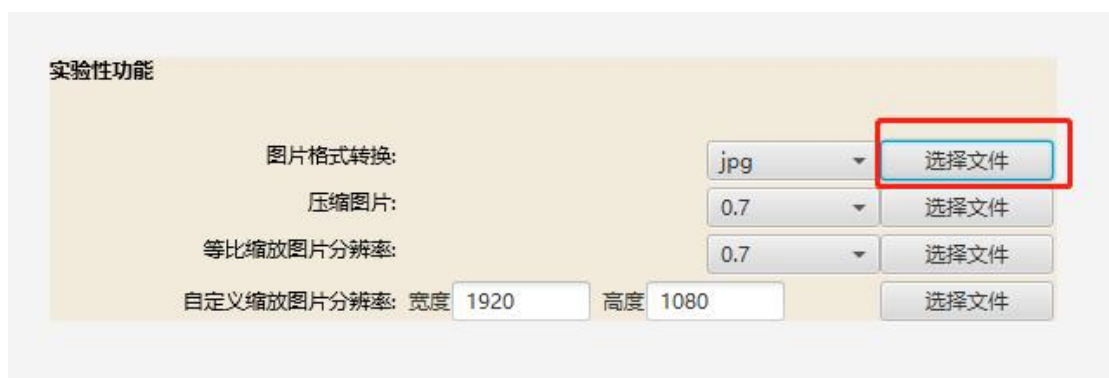 实验性功能
图片格式转换: jpg 选择文件
压缩图片: 0.7 选择文件
等比缩放图片分辨率: 0.7 选择文件
自定义缩放图片分辨率: 宽度 1920 高度 1080 选择文件